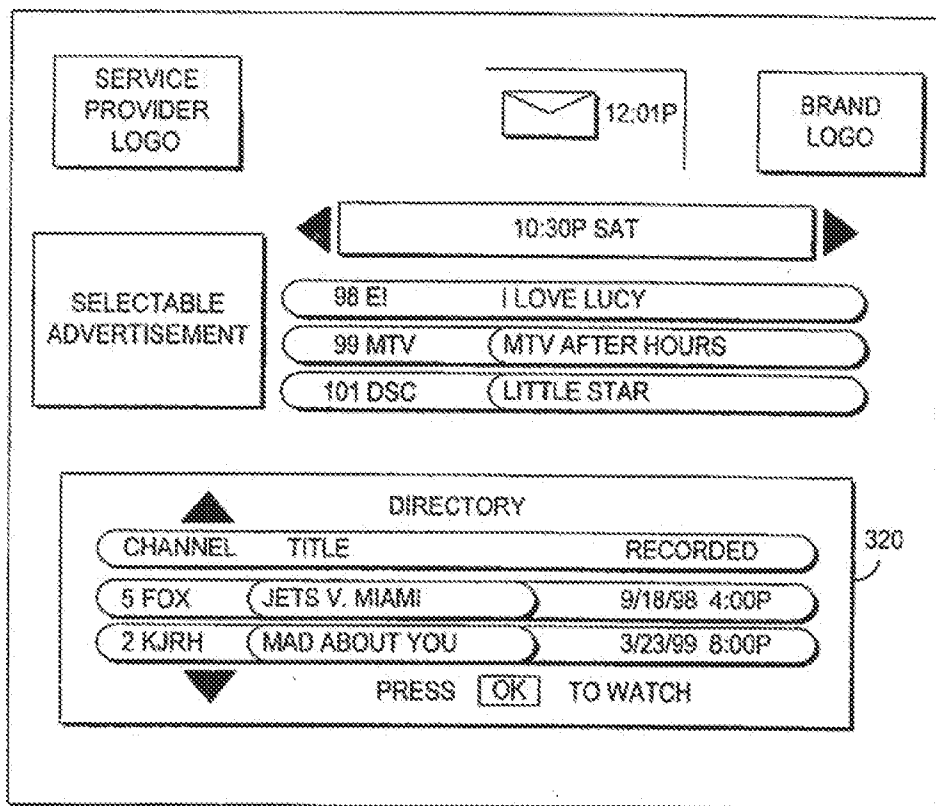 SERVICE
PROVIDER
LOGO
12:01P
BRAND
LOGO
10:30P SAT
SELECTABLE
ADVERTISEMENT
98 E! I LOVE LUCY
99 MTV MTV AFTER HOURS
101 DSC LITTLE STAR
DIRECTORY
CHANNEL TITLE RECORDED
5 FOX JETS V. MIAMI 9/18/98 4:00P
2 KJRH MAD ABOUT YOU 3/23/99 8:00P
PRESS OK TO WATCH
320